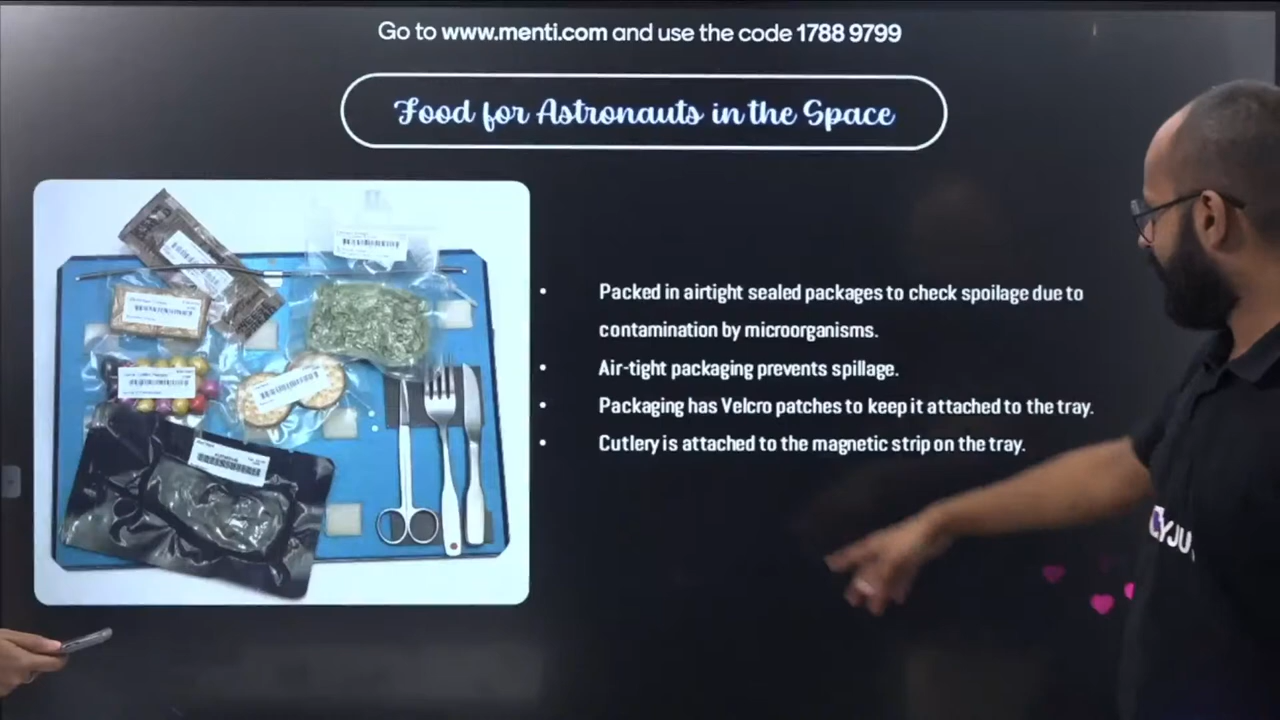 Go to www.menti.com and use the code 1788 9799
Food for Astronauts in the Space
• Packed in airtight sealed packages to check spoilage due to
contamination by microorganisms.
• Air-tight packaging prevents spillage.
• Packaging has Velcro patches to keep it attached to the tray.
• Cutlery is attached to the magnetic strip on the tray.
YJU